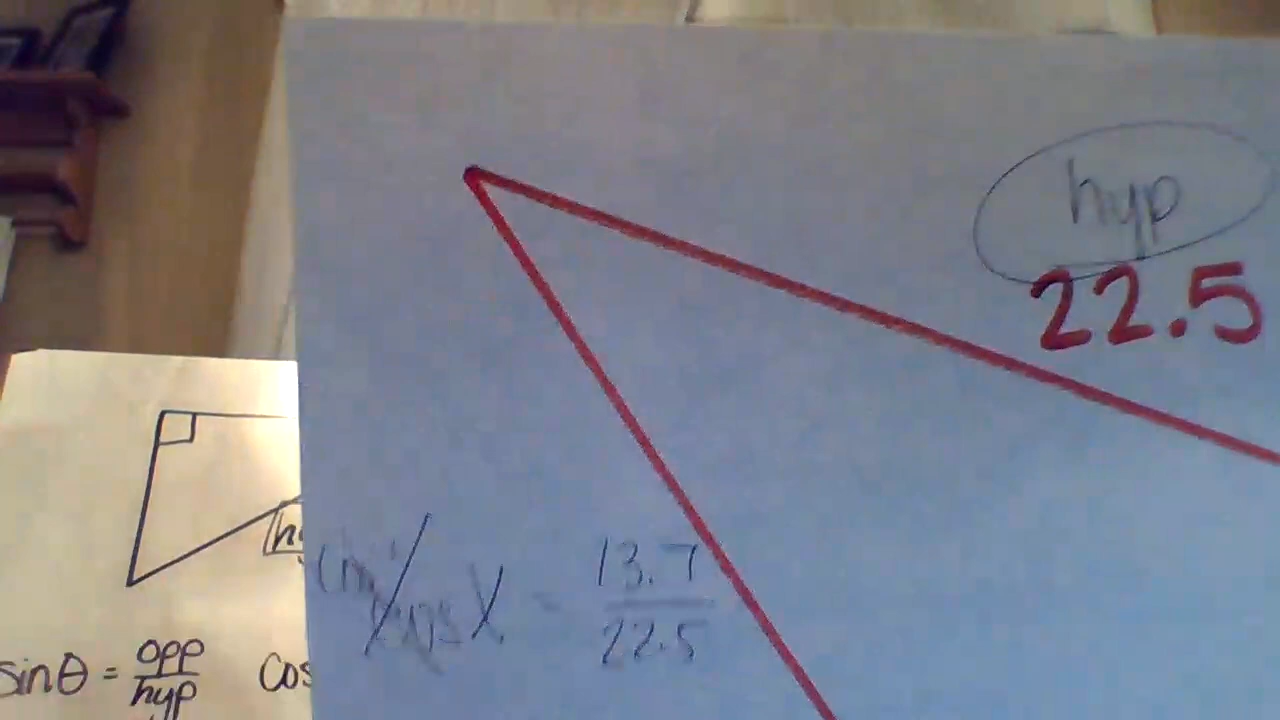 hyp
22.5
X = 13.7
22.5
sinθ = opp
hyp
cos